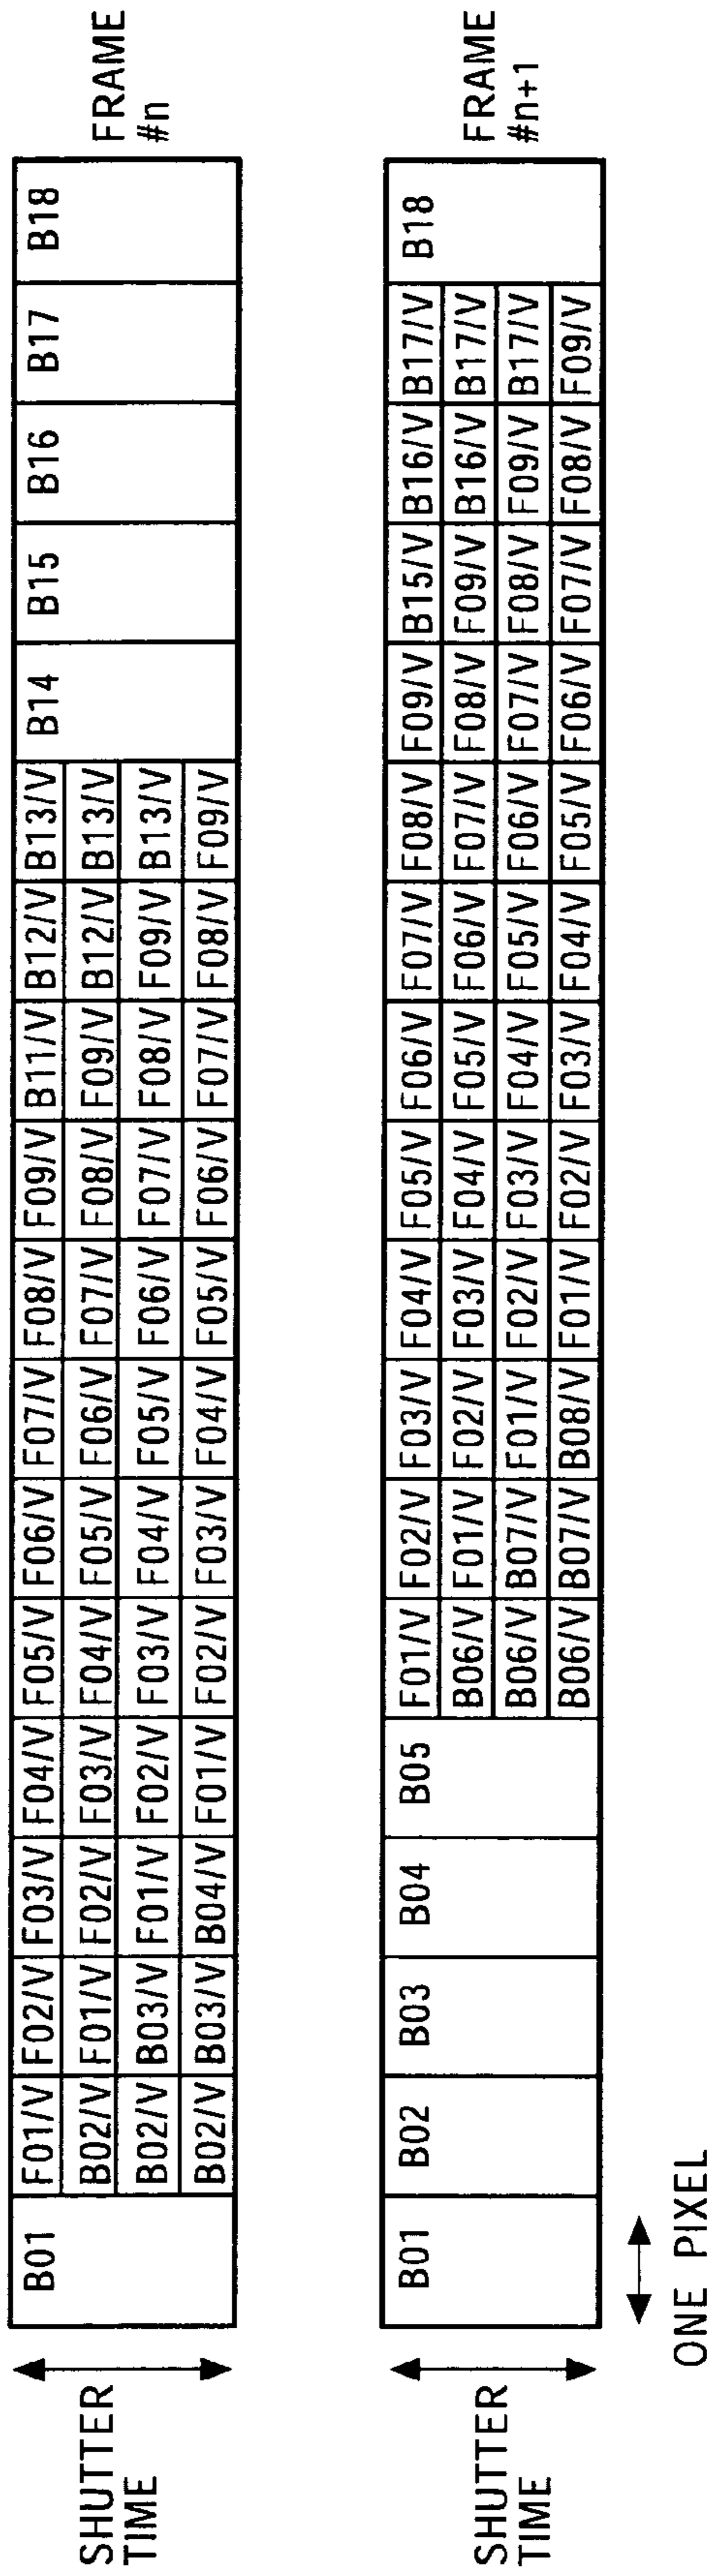 SHUTTER
TIME
B01 F01/V F02/V F03/V F04/V F05/V F06/V F07/V F08/V F09/V B11/V B12/V B13/V B14 B15 B16 B17 B18
B02/V F01/V F02/V F03/V F04/V F05/V F06/V F07/V F08/V F09/V B12/V B13/V
B02/V B03/V F01/V F02/V F03/V F04/V F05/V F06/V F07/V F08/V F09/V B13/V
B02/V B03/V B04/V F01/V F02/V F03/V F04/V F05/V F06/V F07/V F08/V F09/V
FRAME
#n
SHUTTER
TIME
B01 B02 B03 B04 B05 F01/V F02/V F03/V F04/V F05/V F06/V F07/V F08/V F09/V B15/V B16/V B17/V B18
B06/V F01/V F02/V F03/V F04/V F05/V F06/V F07/V F08/V F09/V B16/V B17/V
B06/V B07/V F01/V F02/V F03/V F04/V F05/V F06/V F07/V F08/V F09/V B17/V
B06/V B07/V B08/V F01/V F02/V F03/V F04/V F05/V F06/V F07/V F08/V F09/V
FRAME
#n+1
ONE PIXEL